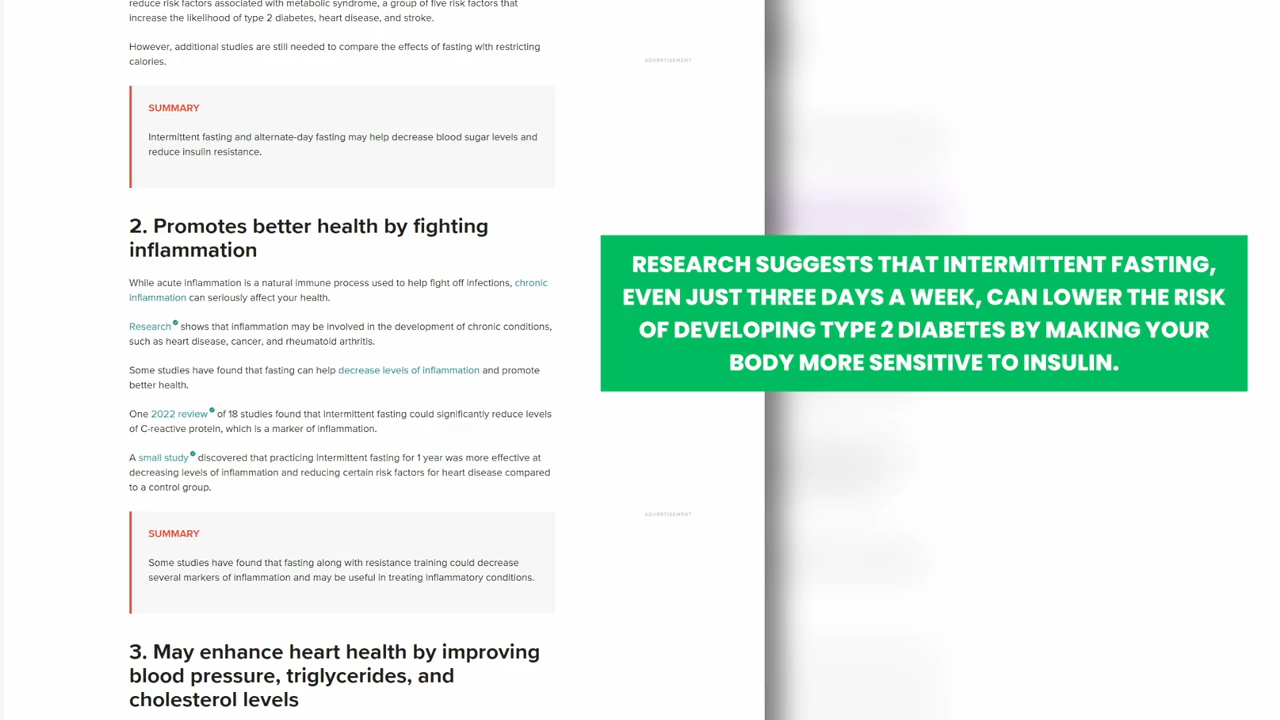 reduce risk factors associated with metabolic syndrome, a group of five risk factors that
increase the likelihood of type 2 diabetes, heart disease, and stroke.
However, additional studies are still needed to compare the effects of fasting with restricting
calories.
ADVERTISEMENT
SUMMARY
Intermittent fasting and alternate-day fasting may help decrease blood sugar levels and
reduce insulin resistance.
2. Promotes better health by fighting
inflammation
While acute inflammation is a natural immune process used to help fight off infections, chronic
inflammation can seriously affect your health.
Research shows that inflammation may be involved in the development of chronic conditions,
such as heart disease, cancer, and rheumatoid arthritis.
Some studies have found that fasting can help decrease levels of inflammation and promote
better health.
One 2022 review of 18 studies found that intermittent fasting could significantly reduce levels
of C-reactive protein, which is a marker of inflammation.
A small study discovered that practicing intermittent fasting for 1 year was more effective at
decreasing levels of inflammation and reducing certain risk factors for heart disease compared
to a control group.
ADVERTISEMENT
SUMMARY
Some studies have found that fasting along with resistance training could decrease
several markers of inflammation and may be useful in treating inflammatory conditions.
3. May enhance heart health by improving
blood pressure, triglycerides, and
cholesterol levels
RESEARCH SUGGESTS THAT INTERMITTENT FASTING,
EVEN JUST THREE DAYS A WEEK, CAN LOWER THE RISK
OF DEVELOPING TYPE 2 DIABETES BY MAKING YOUR
BODY MORE SENSITIVE TO INSULIN.